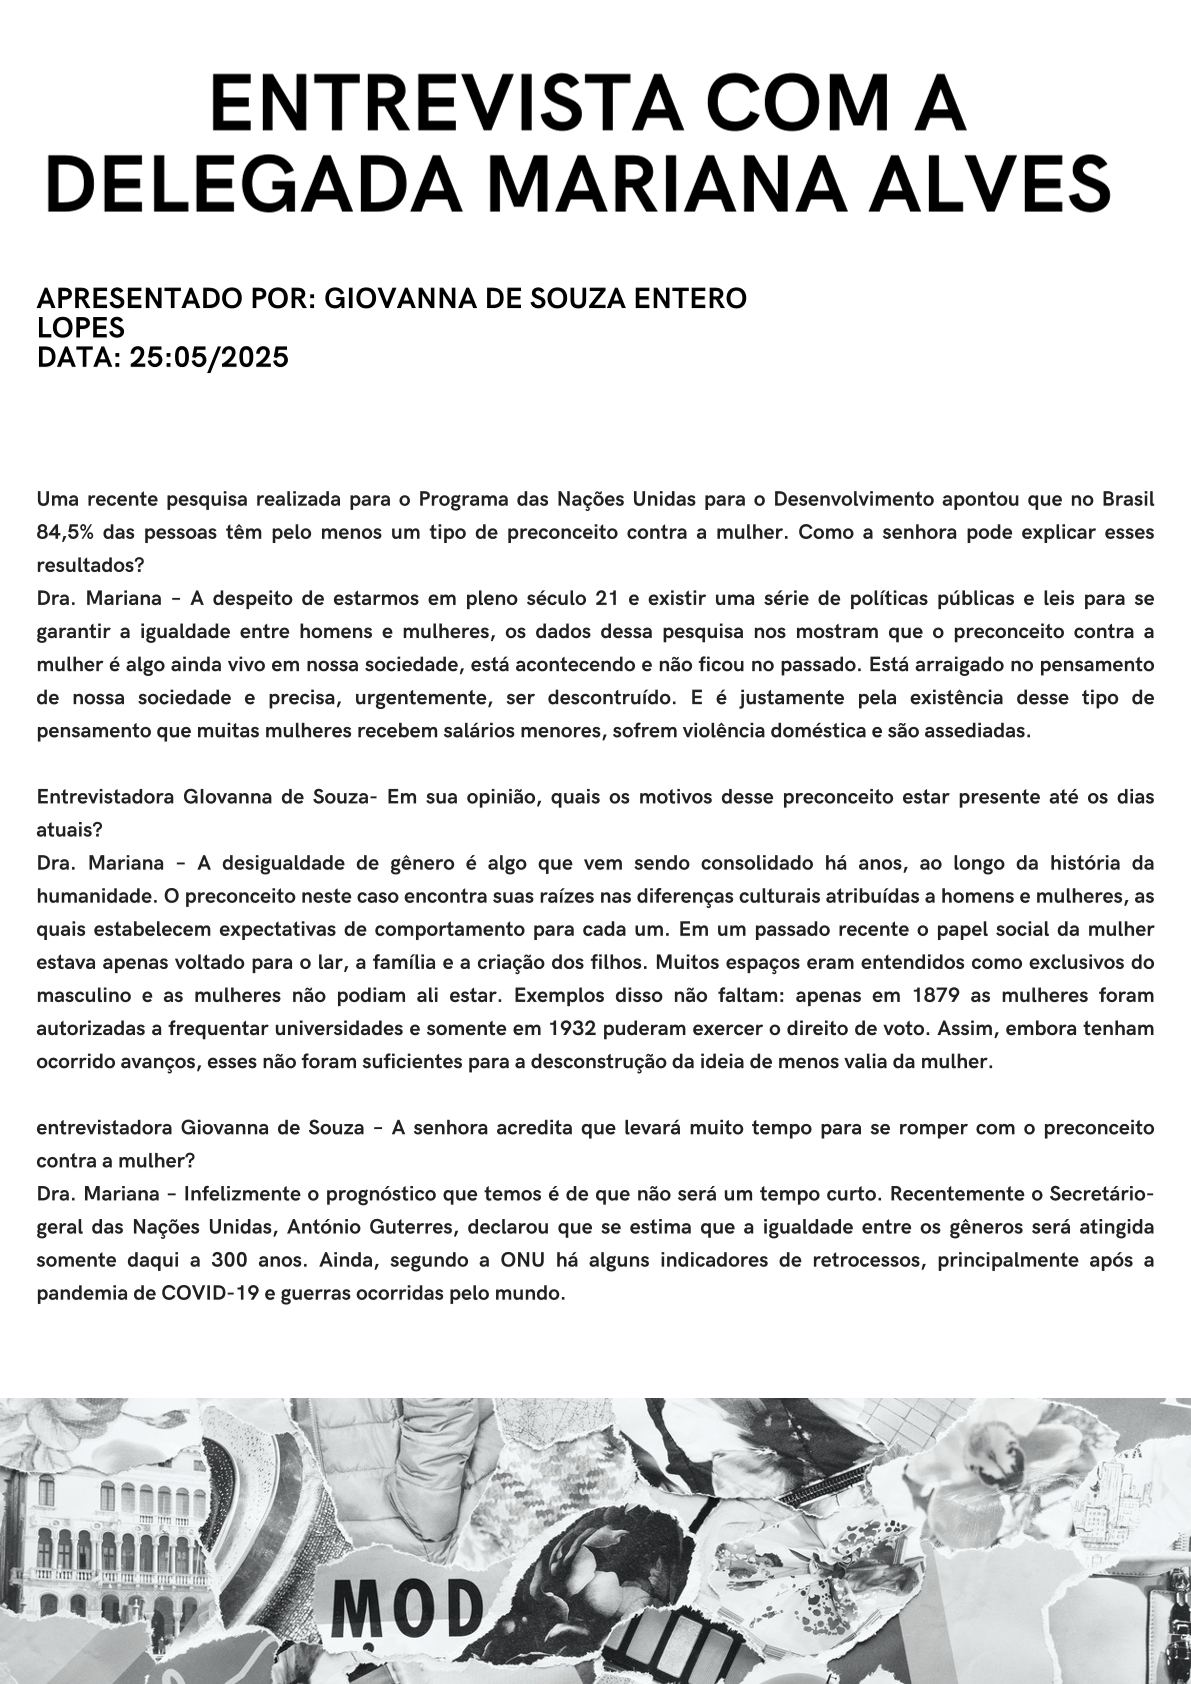 ENTREVISTA COM A
DELEGADA MARIANA ALVES
APRESENTADO POR: GIOVANNA DE SOUZA ENTERO
LOPES
DATA: 25:05/2025
Uma recente pesquisa realizada para o Programa das Nações Unidas para o Desenvolvimento apontou que no Brasil
84,5% das pessoas têm pelo menos um tipo de preconceito contra a mulher. Como a senhora pode explicar esses
resultados?
Dra. Mariana – A despeito de estarmos em pleno século 21 e existir uma série de políticas públicas e leis para se
garantir a igualdade entre homens e mulheres, os dados dessa pesquisa nos mostram que o preconceito contra a
mulher é algo ainda vivo em nossa sociedade, está acontecendo e não ficou no passado. Está arraigado no pensamento
de nossa sociedade e precisa, urgentemente, ser descontruído. E é justamente pela existência desse tipo de
pensamento que muitas mulheres recebem salários menores, sofrem violência doméstica e são assediadas.
Entrevistadora GIovanna de Souza- Em sua opinião, quais os motivos desse preconceito estar presente até os dias
atuais?
Dra. Mariana – A desigualdade de gênero é algo que vem sendo consolidado há anos, ao longo da história da
humanidade. O preconceito neste caso encontra suas raízes nas diferenças culturais atribuídas a homens e mulheres, as
quais estabelecem expectativas de comportamento para cada um. Em um passado recente o papel social da mulher
estava apenas voltado para o lar, a família e a criação dos filhos. Muitos espaços eram entendidos como exclusivos do
masculino e as mulheres não podiam ali estar. Exemplos disso não faltam: apenas em 1879 as mulheres foram
autorizadas a frequentar universidades e somente em 1932 puderam exercer o direito de voto. Assim, embora tenham
ocorrido avanços, esses não foram suficientes para a desconstrução da ideia de menos valia da mulher.
entrevistadora Giovanna de Souza – A senhora acredita que levará muito tempo para se romper com o preconceito
contra a mulher?
Dra. Mariana – Infelizmente o prognóstico que temos é de que não será um tempo curto. Recentemente o Secretário-
geral das Nações Unidas, António Guterres, declarou que se estima que a igualdade entre os gêneros será atingida
somente daqui a 300 anos. Ainda, segundo a ONU há alguns indicadores de retrocessos, principalmente após a
pandemia de COVID-19 e guerras ocorridas pelo mundo.
MOD